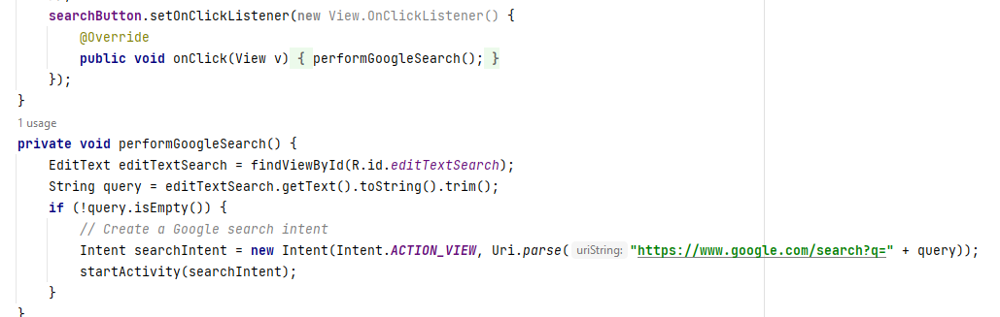 searchButton.setOnClickListener(new View.OnClickListener() {
@Override
public void onClick(View v) { performGoogleSearch(); }
});
}
1 usage
private void performGoogleSearch() {
EditText editTextSearch = findViewById(R.id.editTextSearch);
String query = editTextSearch.getText().toString().trim();
if (!query.isEmpty()) {
// Create a Google search intent
Intent searchIntent = new Intent(Intent.ACTION_VIEW, Uri.parse( uriString: "https://www.google.com/search?q=" + query));
startActivity(searchIntent);
}
}